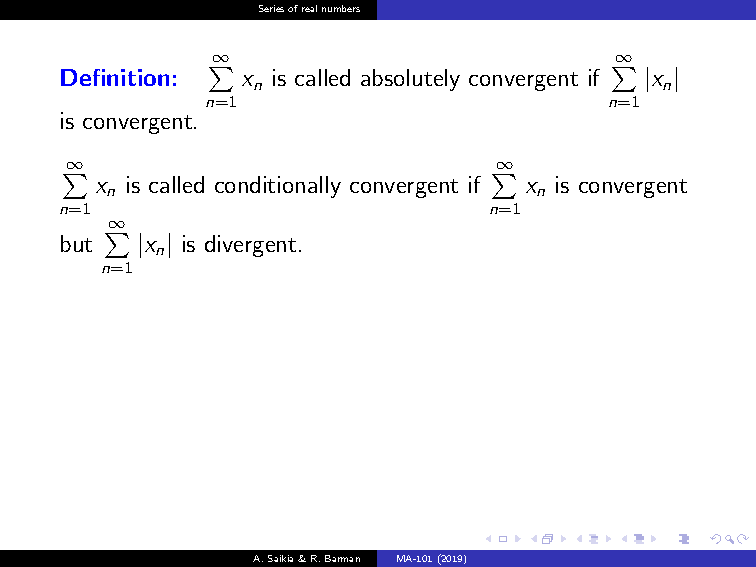 Series of real numbers
Definition: ∑_{n=1}^{∞} x_n is called absolutely convergent if ∑_{n=1}^{∞} |x_n|
is convergent.
∑_{n=1}^{∞} x_n is called conditionally convergent if ∑_{n=1}^{∞} x_n is convergent
but ∑_{n=1}^{∞} |x_n| is divergent.
A. Saikia & R. Barman MA-101 (2019)